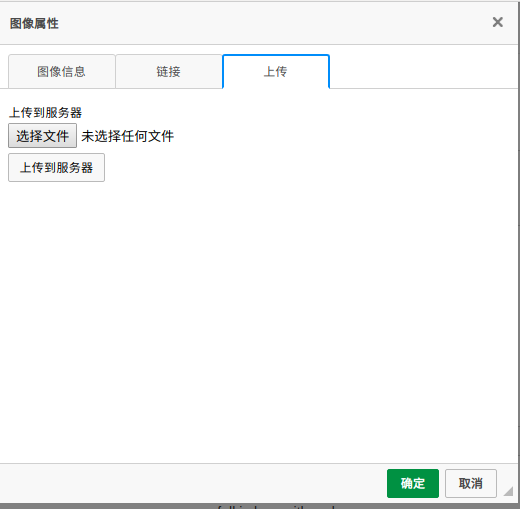 图像属性
图像信息
链接
上传
上传到服务器
选择文件 未选择任何文件
上传到服务器
确定
取消